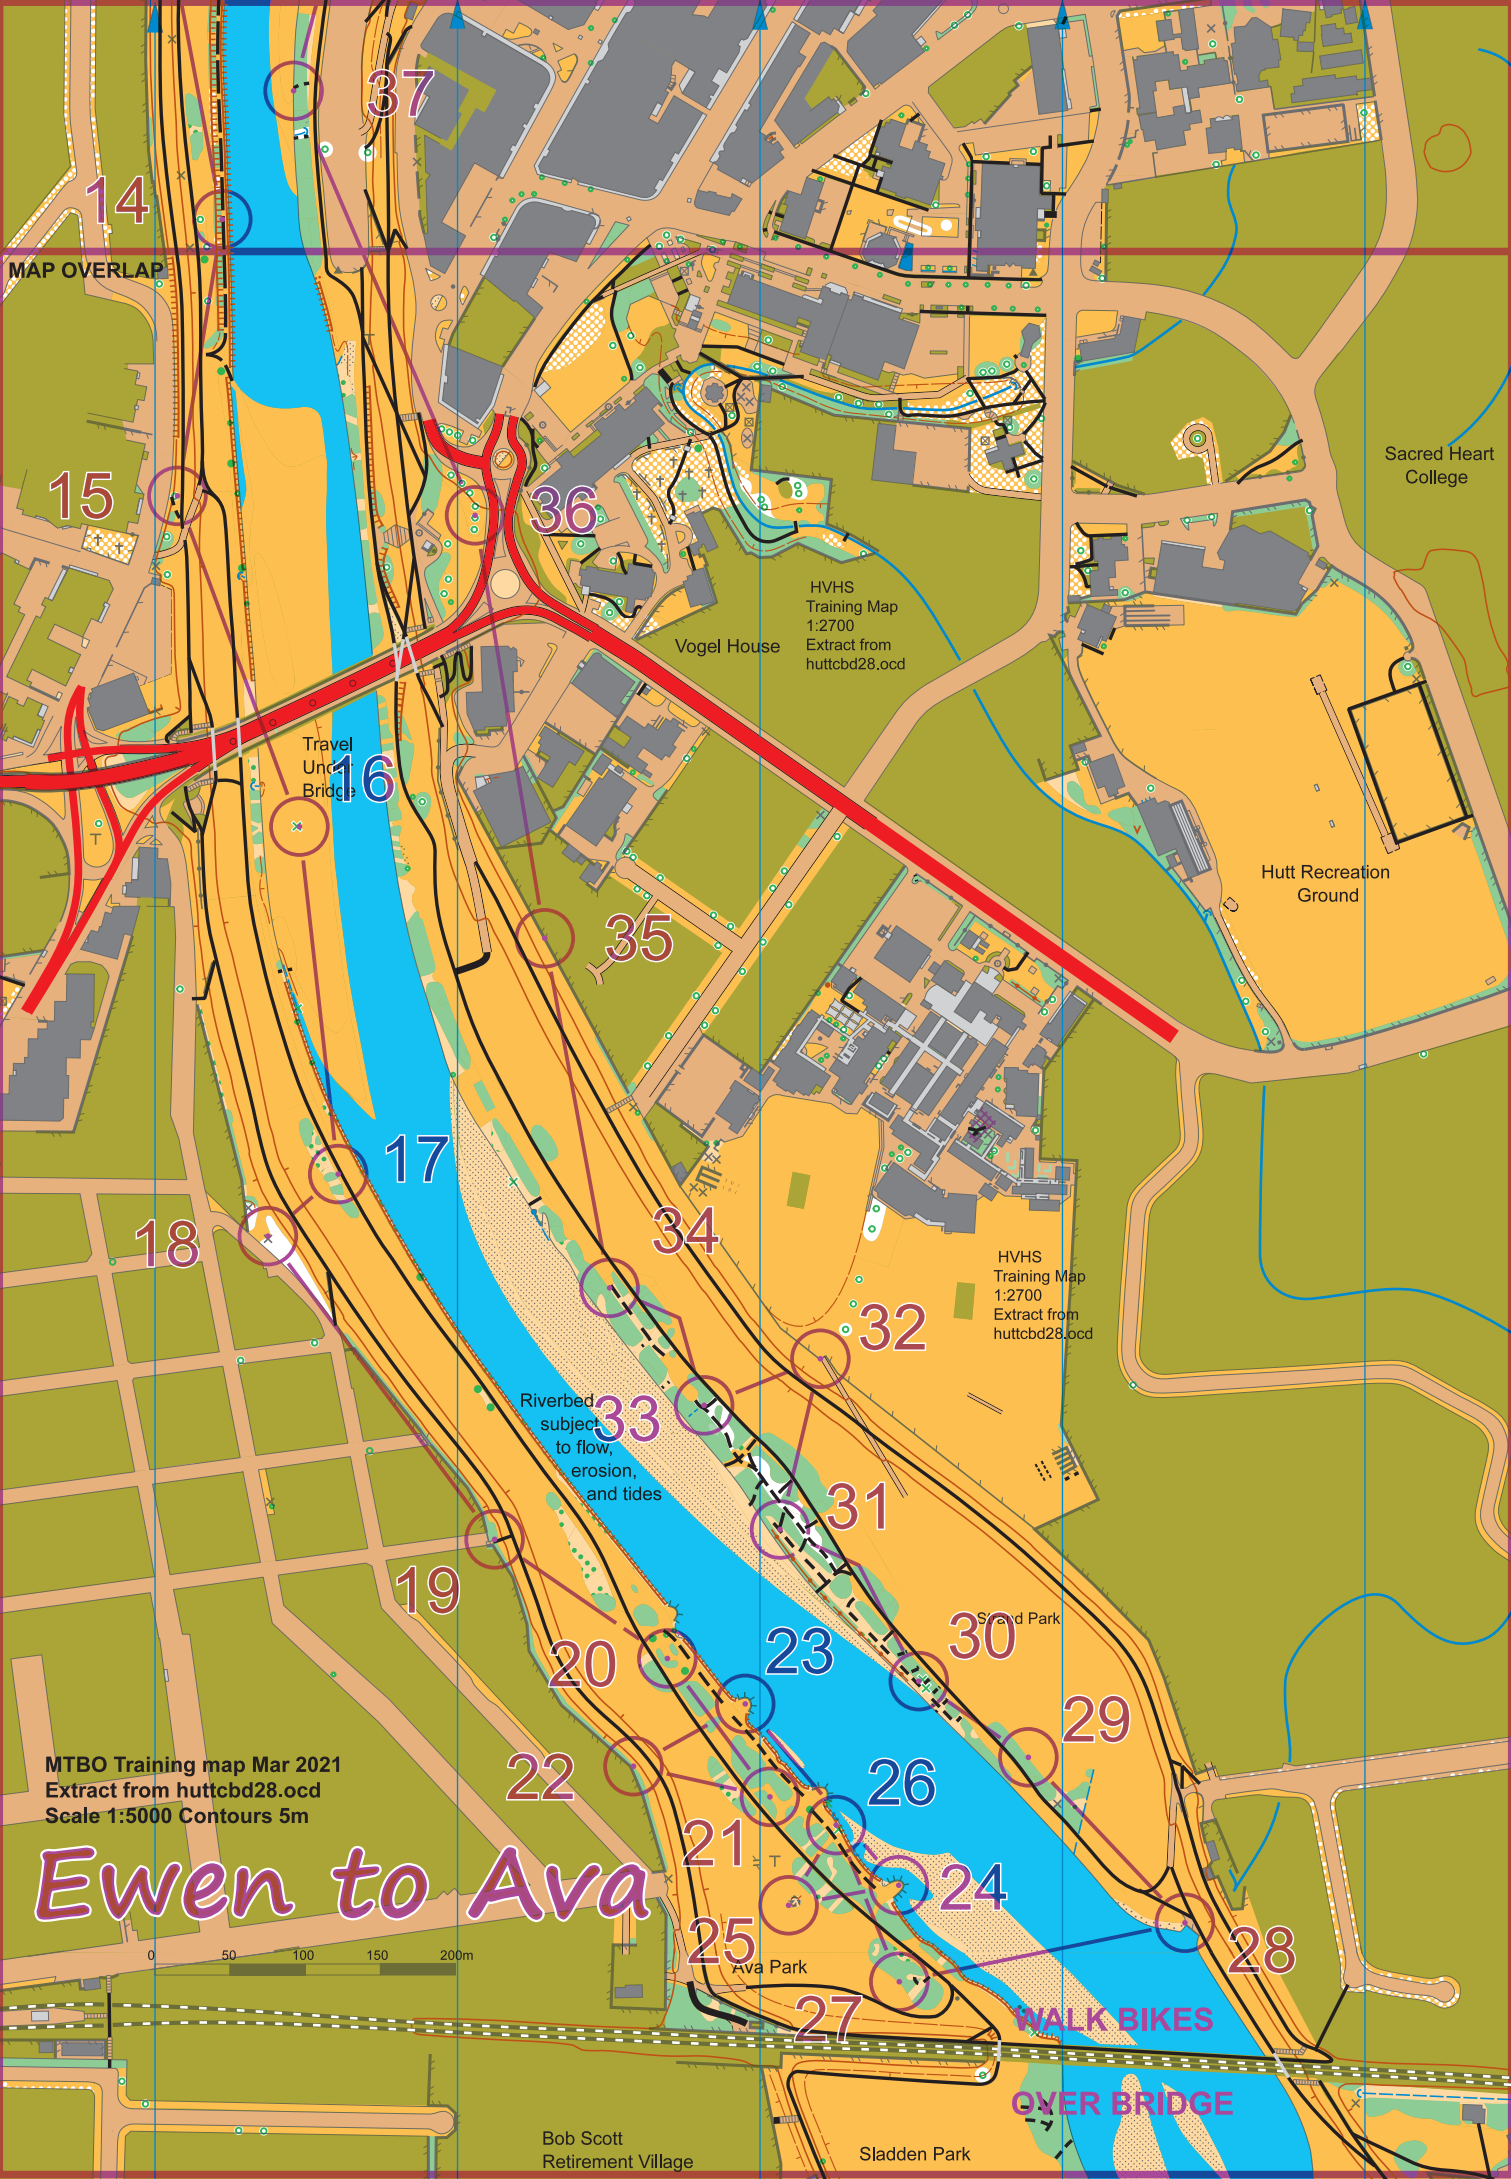 37
14
MAP OVERLAP
15
36
Sacred Heart
College
HVHS
Training Map
1:2700
Extract from
huttcbd28.ocd
Vogel House
Travel
Under
Bridge
16
Hutt Recreation
Ground
35
17
18
34
HVHS
Training Map
1:2700
Extract from
huttcbd28.ocd
32
Riverbed
subject
to flow,
erosion,
and tides
33
31
19
Strand Park
30
20
23
29
22
26
MTBO Training map Mar 2021
Extract from huttcbd28.ocd
Scale 1:5000 Contours 5m
21
Ewen to Ava
24
25
28
0 50 100 150 200m
Ava Park
27
WALK BIKES
OVER BRIDGE
Bob Scott
Retirement Village
Sladden Park